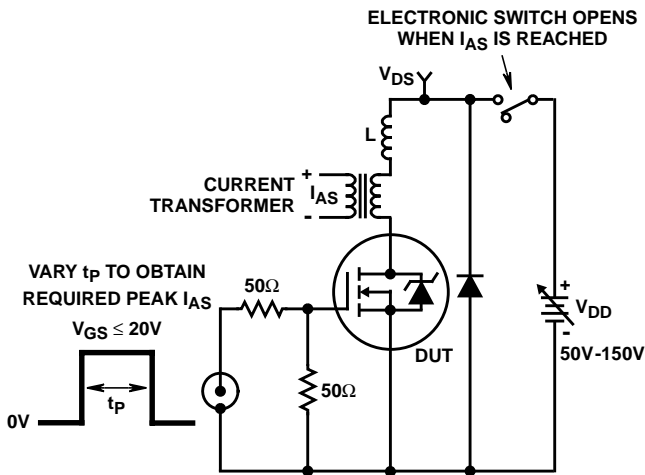 ELECTRONIC SWITCH OPENS
WHEN IAS IS REACHED
VDS
L
+
CURRENT
TRANSFORMER
IAS
-
VARY tP TO OBTAIN
REQUIRED PEAK IAS
50Ω
VGS ≤ 20V
+
VDD
-
DUT
50V-150V
50Ω
tP
0V